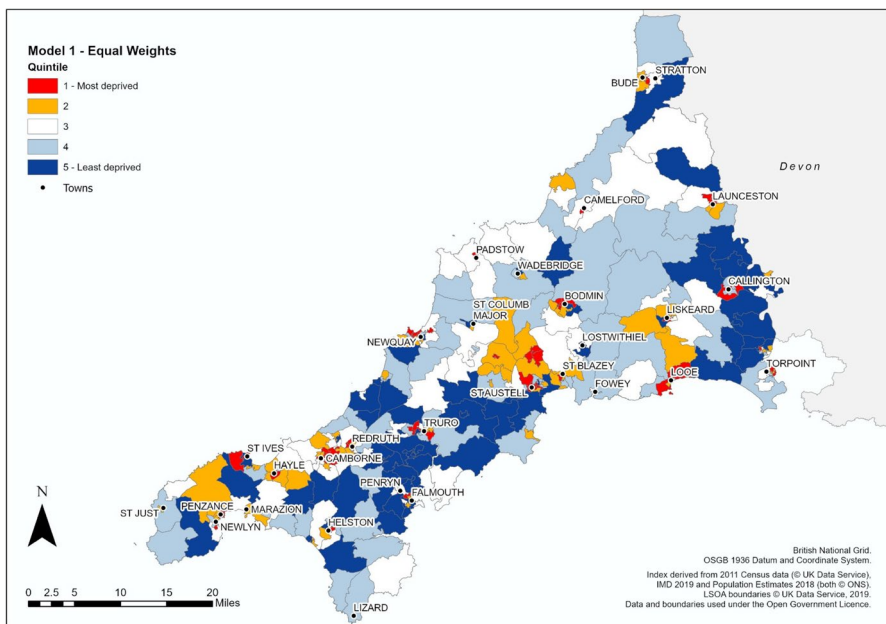 Model 1 - Equal Weights
Quintile
1 - Most deprived
2
3
4
5 - Least deprived
Towns
STRATTON
BUDE
Devon
LAUNCESTON
CAMELFORD
PADSTOW
WADEBRIDGE
CALLINGTON
BODMIN
ST COLUMB
MAJOR
LISKEARD
NEWQUAY
LOSTWITHIEL
ST BLAZEY
TORPOINT
LOOE
ST AUSTELL
FOWEY
TRURO
REDRUTH
ST IVES
CAMBORNE
HAYLE
PENRYN
FALMOUTH
ST JUST
PENZANCE
MARAZION
NEWLYN
HELSTON
LIZARD
N
0 2.5 5 10 15 20
Miles
British National Grid.
OSGB 1936 Datum and Coordinate System.
Index derived from 2011 Census data (© UK Data Service),
IMD 2019 and Population Estimates 2018 (both © ONS).
LSOA boundaries © UK Data Service, 2019.
Data and boundaries used under the Open Government Licence.